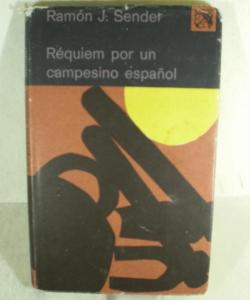 Ramón J. Sender
Réquiem por un
campesino español